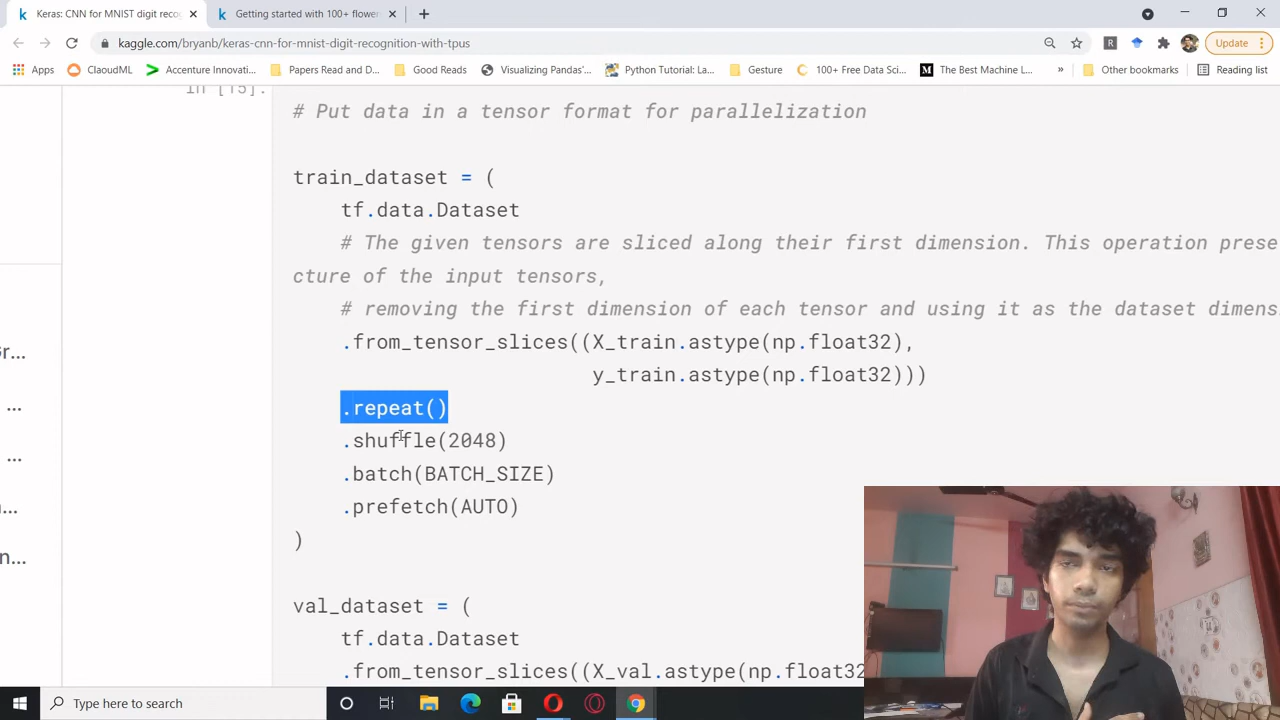 Keras: CNN for MNIST digit recog
Getting started with 100+ flower
kaggle.com/bryanb/keras-cnn-for-mnist-digit-recognition-with-tpus
Update
Apps
ClaoudML
Accenture Innovati...
Papers Read and D...
Good Reads
Visualizing Pandas'...
Python Tutorial: La...
Gesture
100+ Free Data Sci...
The Best Machine L...
»
Other bookmarks
Reading list
In [15]:
# Put data in a tensor format for parallelization
train_dataset = (
tf.data.Dataset
# The given tensors are sliced along their first dimension. This operation prese
cture of the input tensors,
# removing the first dimension of each tensor and using it as the dataset dimens
.from_tensor_slices((X_train.astype(np.float32),
y_train.astype(np.float32)))
.repeat()
.shuffle(2048)
.batch(BATCH_SIZE)
.prefetch(AUTO)
)
val_dataset = (
tf.data.Dataset
.from_tensor_slices((X_val.astype(np.float32
Gr...
...
...
...
n...
Type here to search